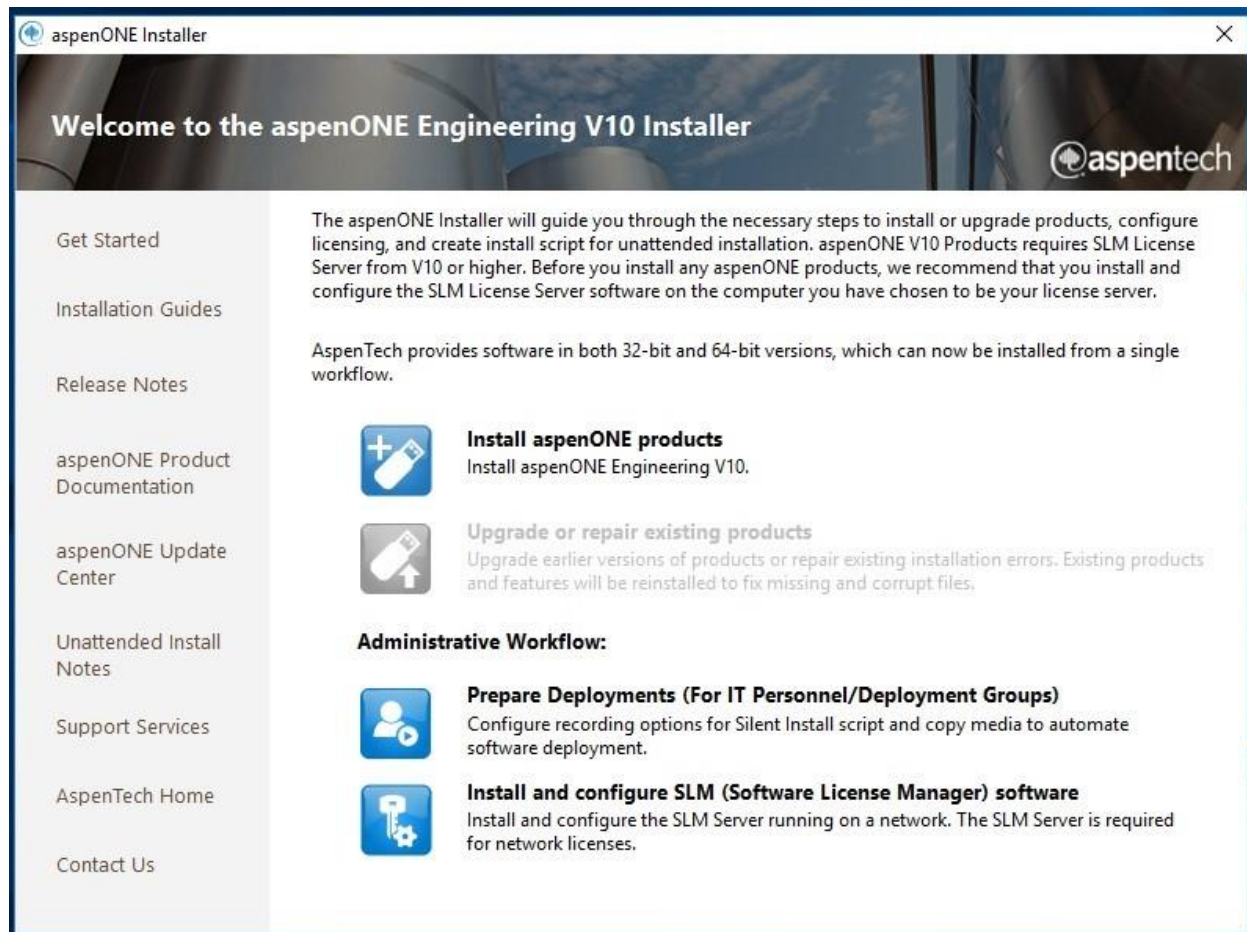 aspenONE Installer
Welcome to the aspenONE Engineering V10 Installer
aspentech
Get Started
Installation Guides
Release Notes
aspenONE Product
Documentation
aspenONE Update
Center
Unattended Install
Notes
Support Services
AspenTech Home
Contact Us
The aspenONE Installer will guide you through the necessary steps to install or upgrade products, configure
licensing, and create install script for unattended installation. aspenONE V10 Products requires SLM License
Server from V10 or higher. Before you install any aspenONE products, we recommend that you install and
configure the SLM License Server software on the computer you have chosen to be your license server.
AspenTech provides software in both 32-bit and 64-bit versions, which can now be installed from a single
workflow.
Install aspenONE products
Install aspenONE Engineering V10.
Upgrade or repair existing products
Upgrade earlier versions of products or repair existing installation errors. Existing products
and features will be reinstalled to fix missing and corrupt files.
Administrative Workflow:
Prepare Deployments (For IT Personnel/Deployment Groups)
Configure recording options for Silent Install script and copy media to automate
software deployment.
Install and configure SLM (Software License Manager) software
Install and configure the SLM Server running on a network. The SLM Server is required
for network licenses.